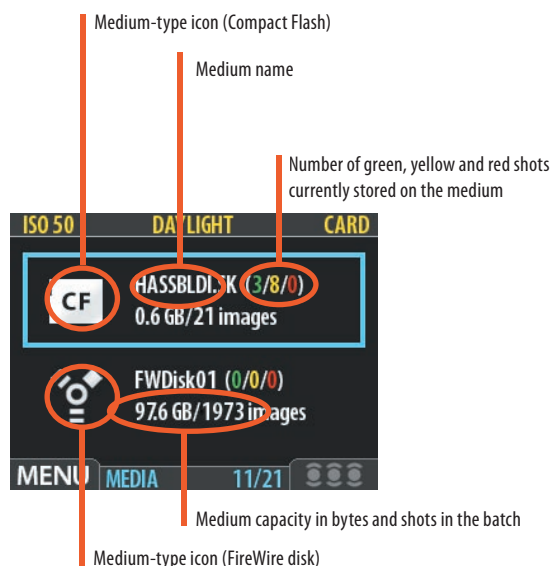 Medium-type icon (Compact Flash)
Medium name
Number of green, yellow and red shots
currently stored on the medium
ISO 50 DAYLIGHT CARD
CF
HASSBLDI.SK (3/8/0)
0.6 GB/21 images
FWDisk01 (0/0/0)
97.6 GB/1973 images
MENU MEDIA 11/21
Medium capacity in bytes and shots in the batch
Medium-type icon (FireWire disk)